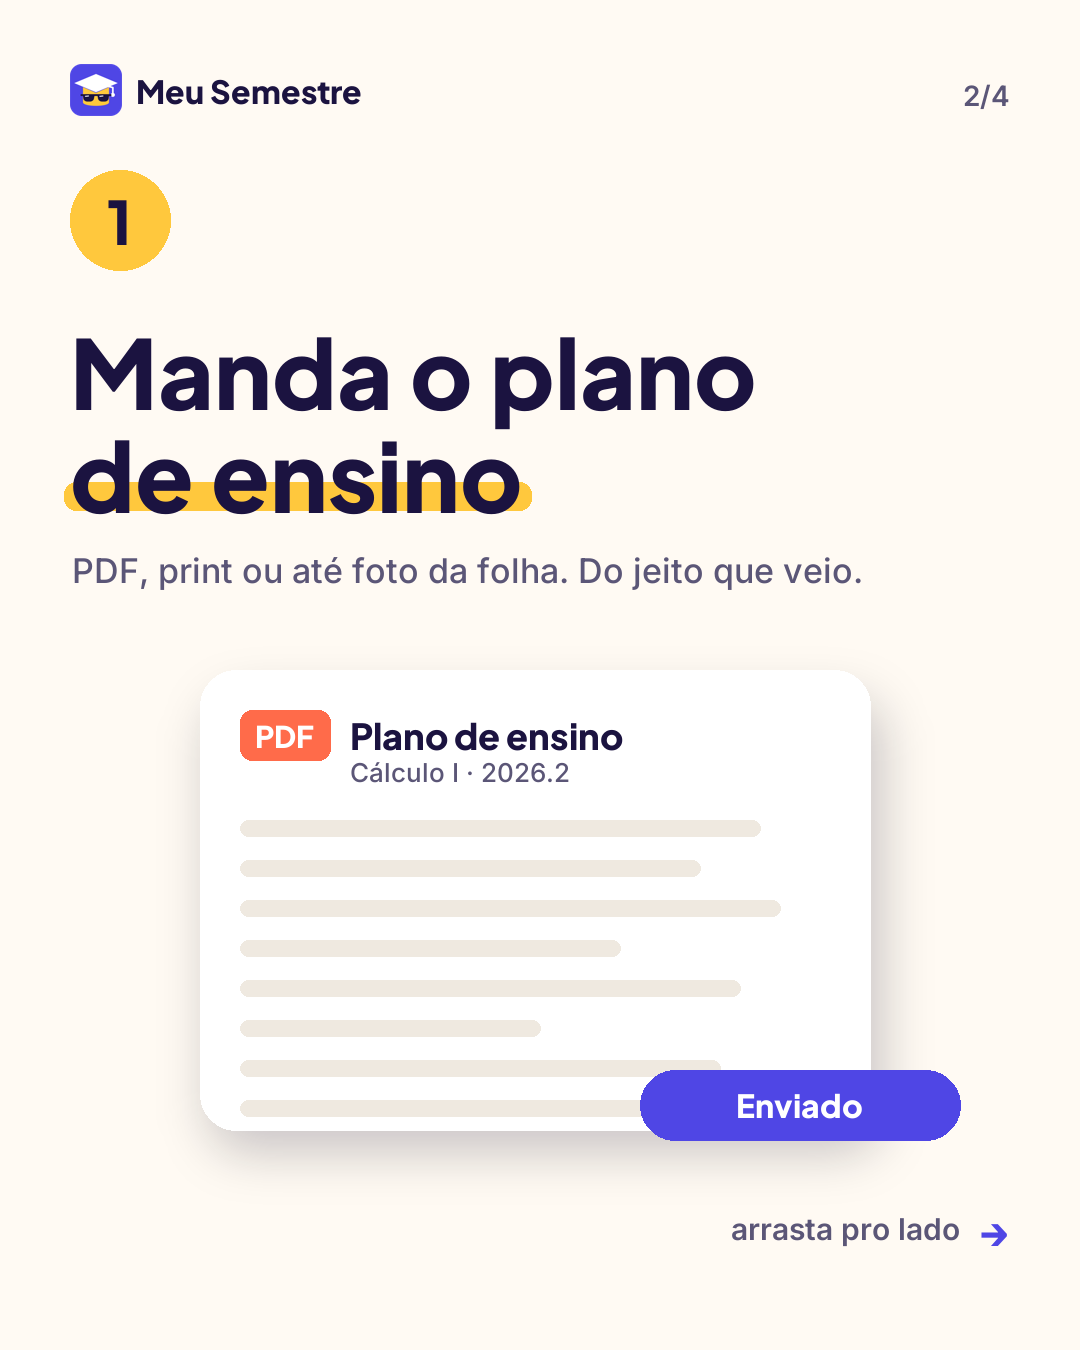 Meu Semestre
2/4
1
Manda o plano
de ensino
PDF, print ou até foto da folha. Do jeito que veio.
PDF
Plano de ensino
Cálculo I · 2026.2
Enviado
arrasta pro lado →